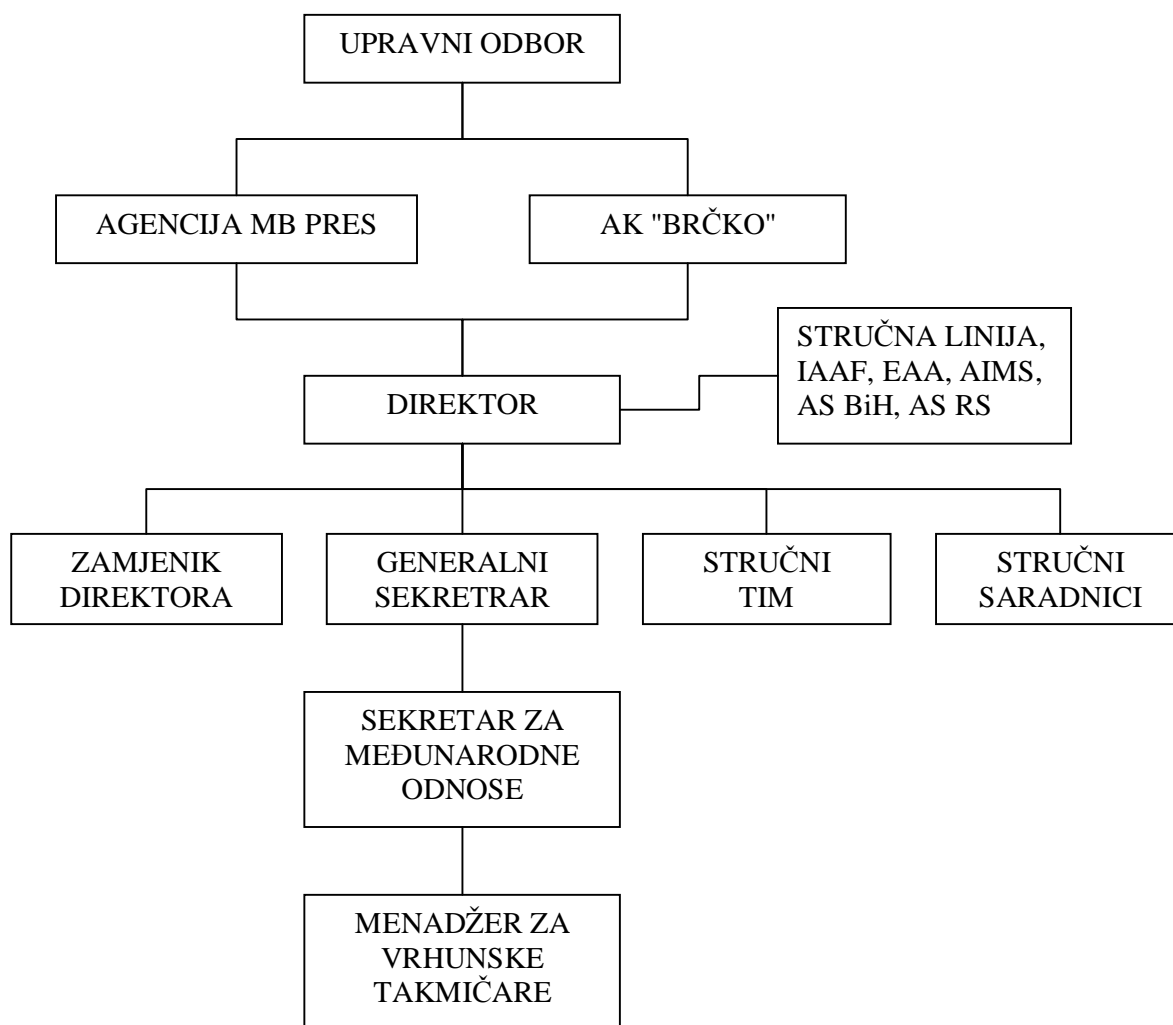 UPRAVNI ODBOR
AGENCIJA MB PRES
AK "BRČKO"
STRUČNA LINIJA,
IAAF, EAA, AIMS,
AS BiH, AS RS
DIREKTOR
ZAMJENIK
DIREKTORA
GENERALNI
SEKRETRAR
STRUČNI
TIM
STRUČNI
SARADNICI
SEKRETAR ZA
MEĐUNARODNE
ODNOSE
MENADŽER ZA
VRHUNSKE
TAKMIČARE